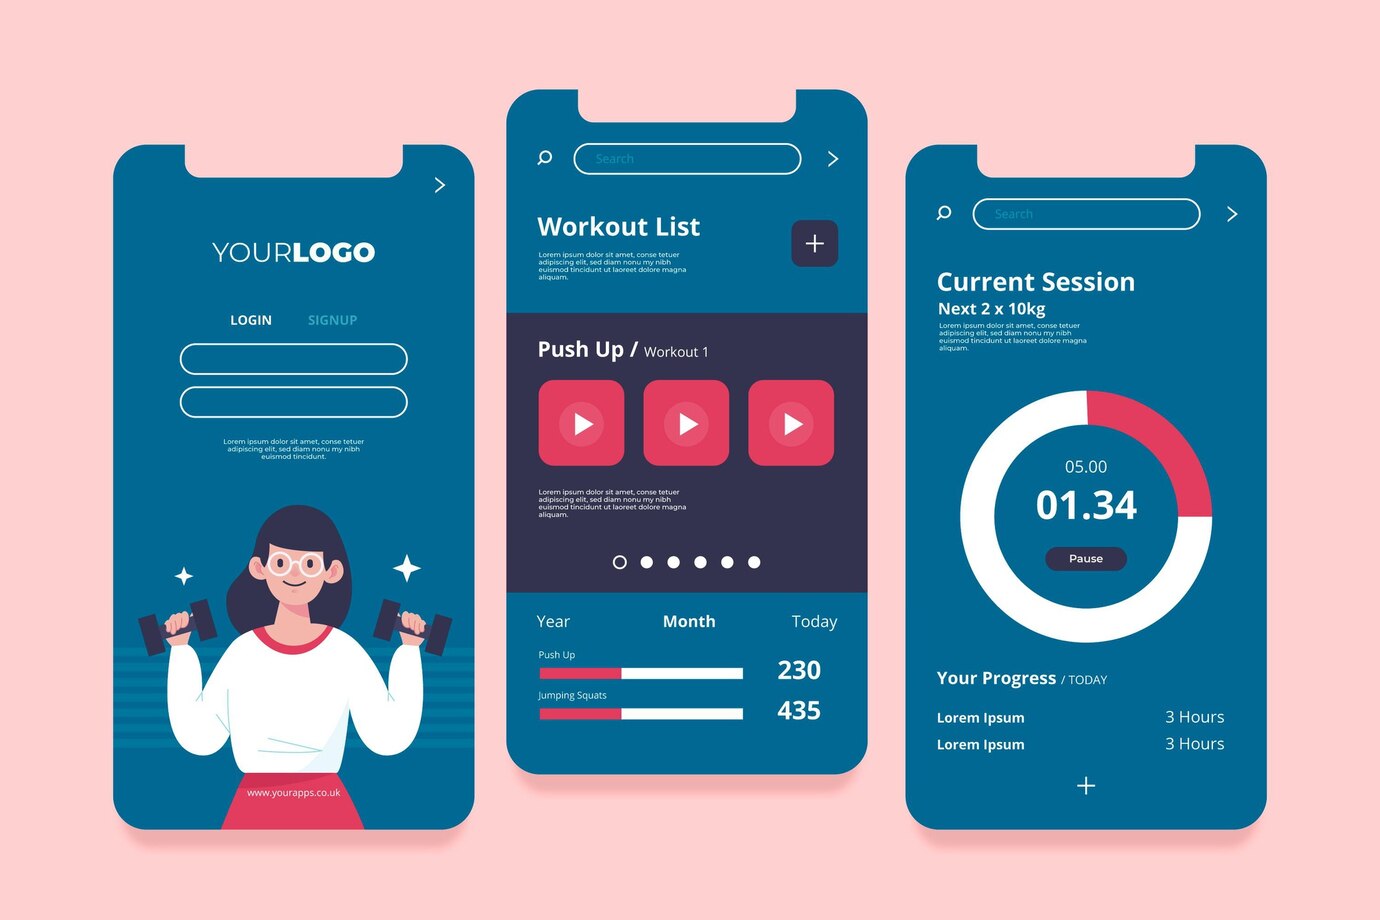 YOURLOGO
LOGIN SIGNUP
Lorem ipsum dolor sit amet, conse tetuer
adipiscing elit, sed diam nonummy my nibh
euismod tincidunt.
www.yourapps.co.uk
Search
Workout List
Lorem ipsum dolor sit amet, conse tetuer
adipiscing elit, sed diam nonummy my nibh
euismod tincidunt ut laoreet dolore magna
aliquam.
Push Up / Workout 1
Lorem ipsum dolor sit amet, conse tetuer
adipiscing elit, sed diam nonummy my nibh
euismod tincidunt ut laoreet dolore magna
aliquam.
Year Month Today
Push Up
230
Jumping Squats
435
Search
Current Session
Next 2 x 10kg
Lorem ipsum dolor sit amet, conse tetuer
adipiscing elit, sed diam nonummy my nibh
euismod tincidunt ut laoreet dolore magna
aliquam.
05.00
01.34
Pause
Your Progress / TODAY
Lorem Ipsum 3 Hours
Lorem Ipsum 3 Hours